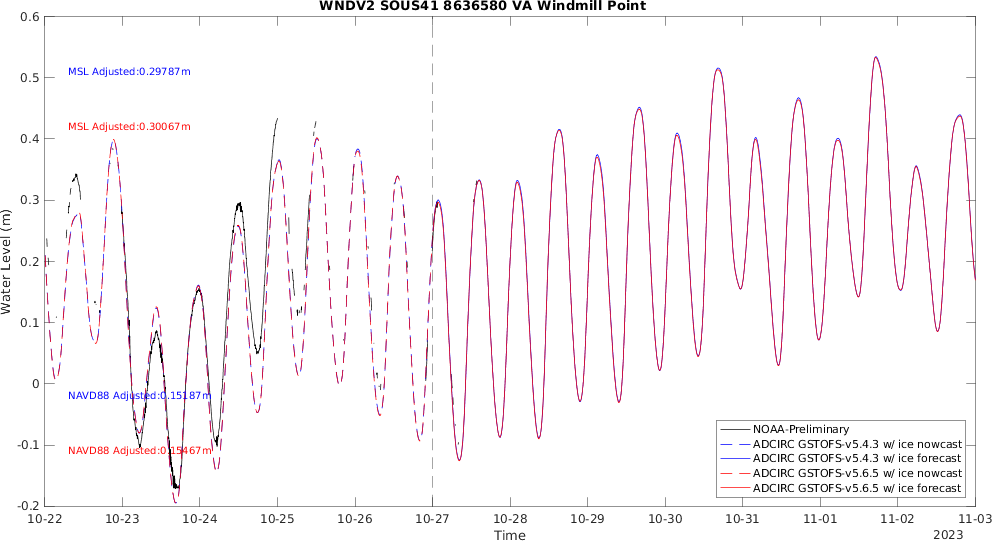 WNDV2 SOUS41 8636580 VA Windmill Point
0.6
0.5
0.4
0.3
0.2
0.1
0
-0.1
-0.2
Water Level (m)
MSL Adjusted:0.29787m
MSL Adjusted:0.30067m
NAVD88 Adjusted:0.15187m
NAVD88 Adjusted:0.15467m
NOAA-Preliminary
ADCIRC GSTOFS-v5.4.3 w/ ice nowcast
ADCIRC GSTOFS-v5.4.3 w/ ice forecast
ADCIRC GSTOFS-v5.6.5 w/ ice nowcast
ADCIRC GSTOFS-v5.6.5 w/ ice forecast
10-22 10-23 10-24 10-25 10-26 10-27 10-28 10-29 10-30 10-31 11-01 11-02 11-03
Time
2023